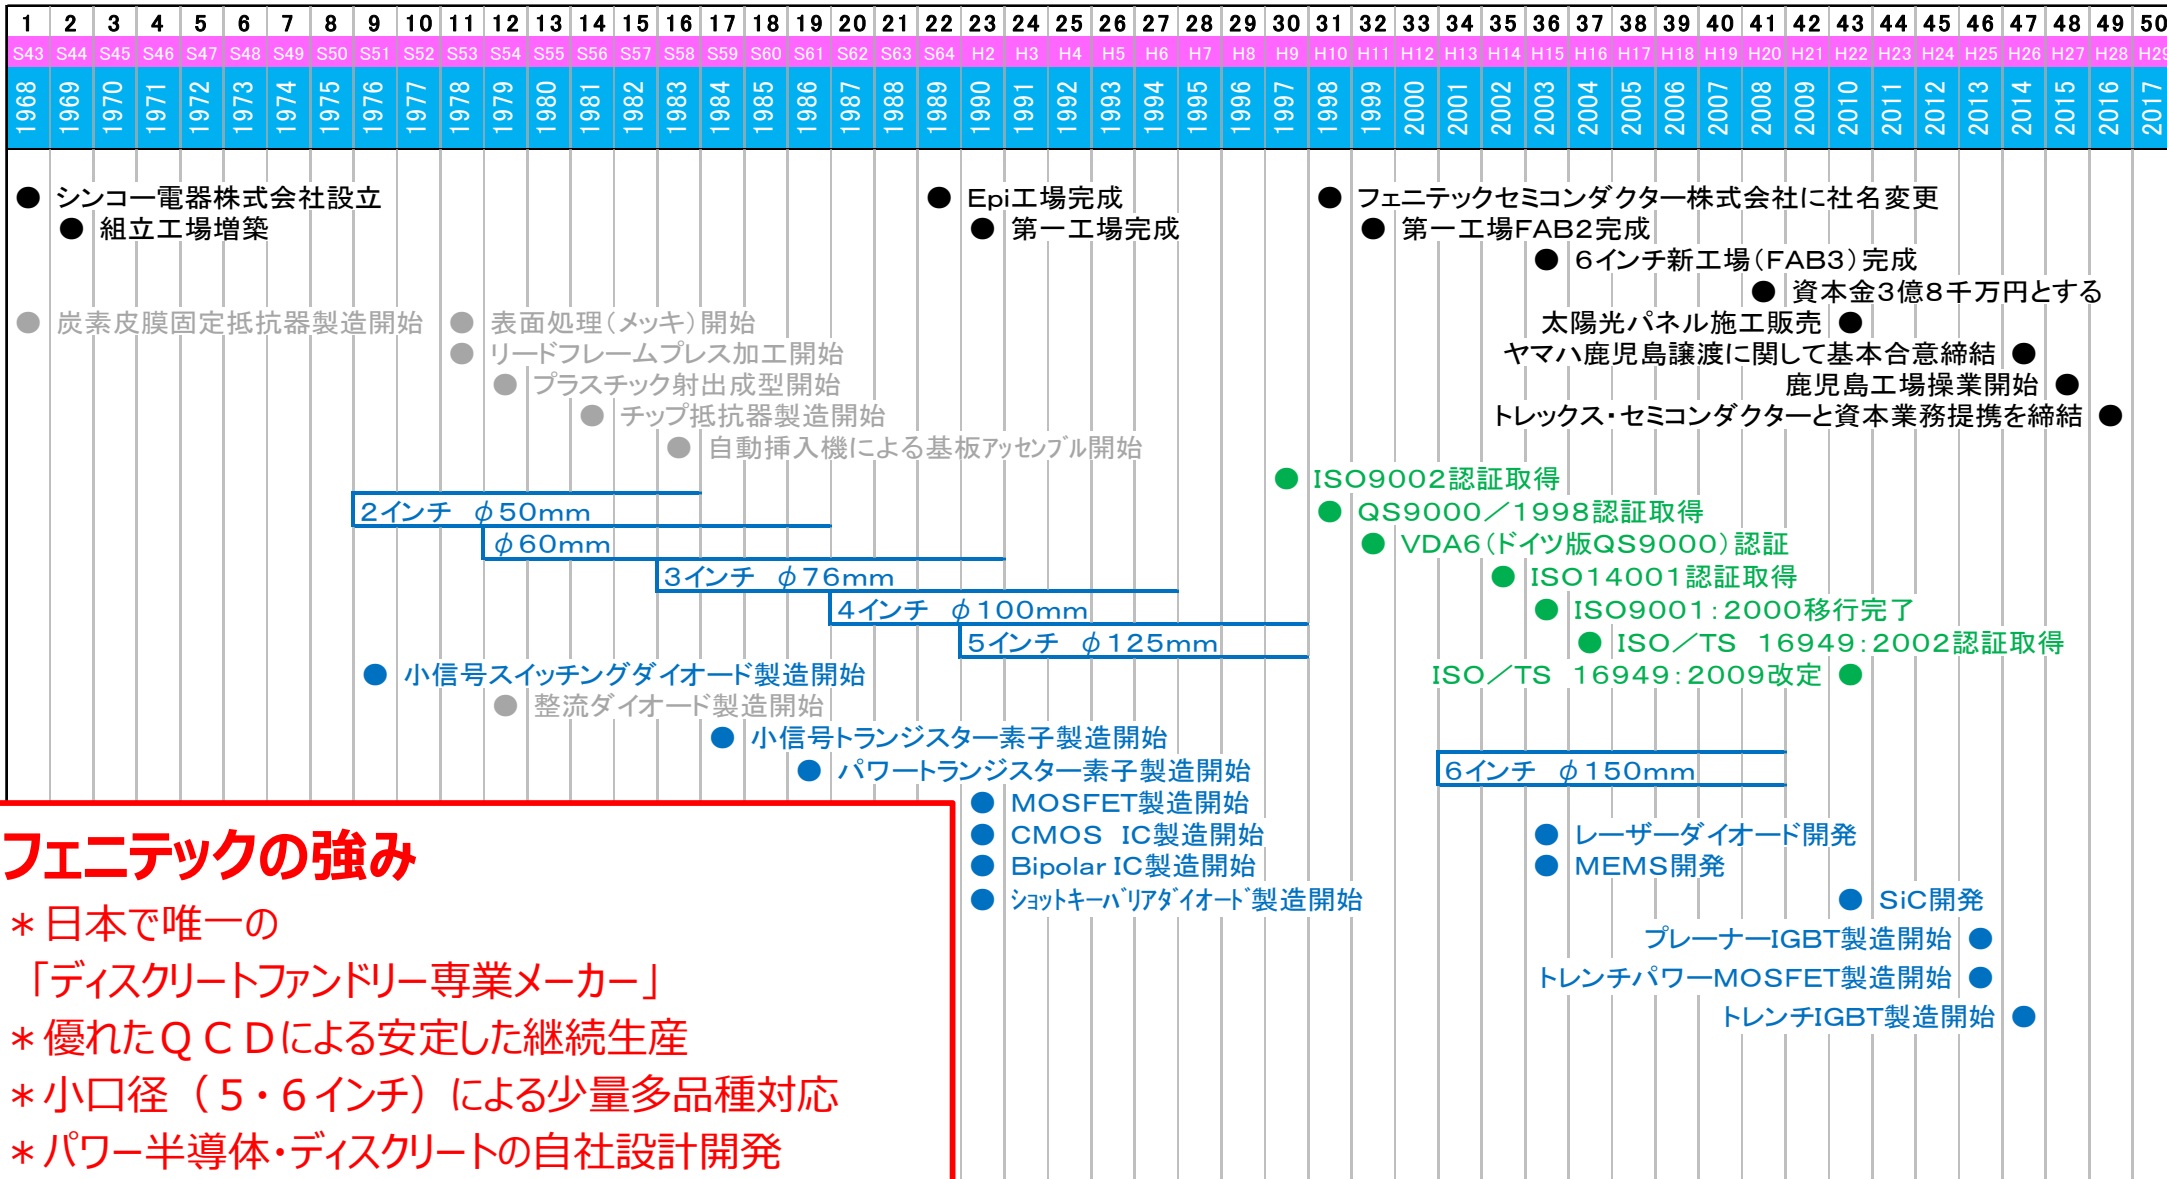 1 2 3 4 5 6 7 8 9 10 11 12 13 14 15 16 17 18 19 20 21 22 23 24 25 26 27 28 29 30 31 32 33 34 35 36 37 38 39 40 41 42 43 44 45 46 47 48 49 50
S43 S44 S45 S46 S47 S48 S49 S50 S51 S52 S53 S54 S55 S56 S57 S58 S59 S60 S61 S62 S63 S64 H2 H3 H4 H5 H6 H7 H8 H9 H10 H11 H12 H13 H14 H15 H16 H17 H18 H19 H20 H21 H22 H23 H24 H25 H26 H27 H28 H29
1968 1969 1970 1971 1972 1973 1974 1975 1976 1977 1978 1979 1980 1981 1982 1983 1984 1985 1986 1987 1988 1989 1990 1991 1992 1993 1994 1995 1996 1997 1998 1999 2000 2001 2002 2003 2004 2005 2006 2007 2008 2009 2010 2011 2012 2013 2014 2015 2016 2017
● シンコー電器株式会社設立 ● Epi工場完成 ● フェニテックセミコンダクター株式会社に社名変更
● 組立工場増築 ● 第一工場完成 ● 第一工場FAB2完成
● 6インチ新工場(FAB3)完成
● 資本金3億8千万円とする
● 炭素皮膜固定抵抗器製造開始 ● 表面処理(メッキ)開始 太陽光パネル施工販売 ●
● リードフレームプレス加工開始 ヤマハ鹿児島譲渡に関して基本合意締結 ●
● プラスチック射出成型開始 鹿児島工場操業開始 ●
● チップ抵抗器製造開始 トレックス・セミコンダクターと資本業務提携を締結 ●
● 自動挿入機による基板アッセンブル開始
● ISO9002認証取得
2インチ φ50mm ● QS9000/1998認証取得
φ60mm ● VDA6(ドイツ版QS9000)認証
3インチ φ76mm ● ISO14001認証取得
4インチ φ100mm ● ISO9001:2000移行完了
5インチ φ125mm ● ISO/TS 16949:2002認証取得
● 小信号スイッチングダイオード製造開始 ISO/TS 16949:2009改定 ●
● 整流ダイオード製造開始
● 小信号トランジスター素子製造開始
● パワートランジスター素子製造開始 6インチ φ150mm
● MOSFET製造開始
● CMOS IC製造開始 ● レーザーダイオード開発
● Bipolar IC製造開始 ● MEMS開発
● ショットキーバリアダイオード製造開始 ● SiC開発
プレーナーIGBT製造開始 ●
トレンチパワーMOSFET製造開始 ●
トレンチIGBT製造開始 ●
フェニテックの強み
*日本で唯一の
「ディスクリートファンドリー専業メーカー」
*優れたQCDによる安定した継続生産
*小口径(5・6インチ)による少量多品種対応
*パワー半導体・ディスクリートの自社設計開発